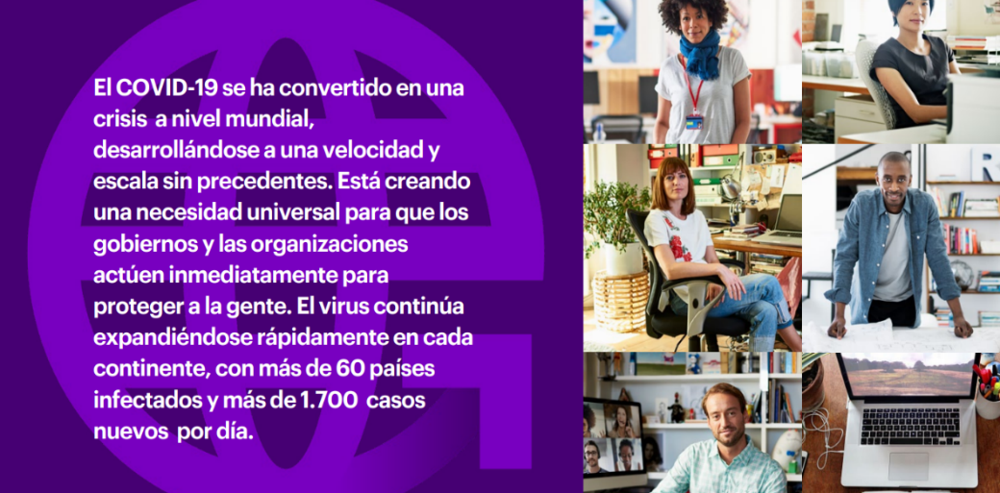 El COVID-19 se ha convertido en una
crisis a nivel mundial,
desarrollándose a una velocidad y
escala sin precedentes. Está creando
una necesidad universal para que los
gobiernos y las organizaciones
actúen inmediatamente para
proteger a la gente. El virus continúa
expandiéndose rápidamente en cada
continente, con más de 60 países
infectados y más de 1.700 casos
nuevos por día.
R